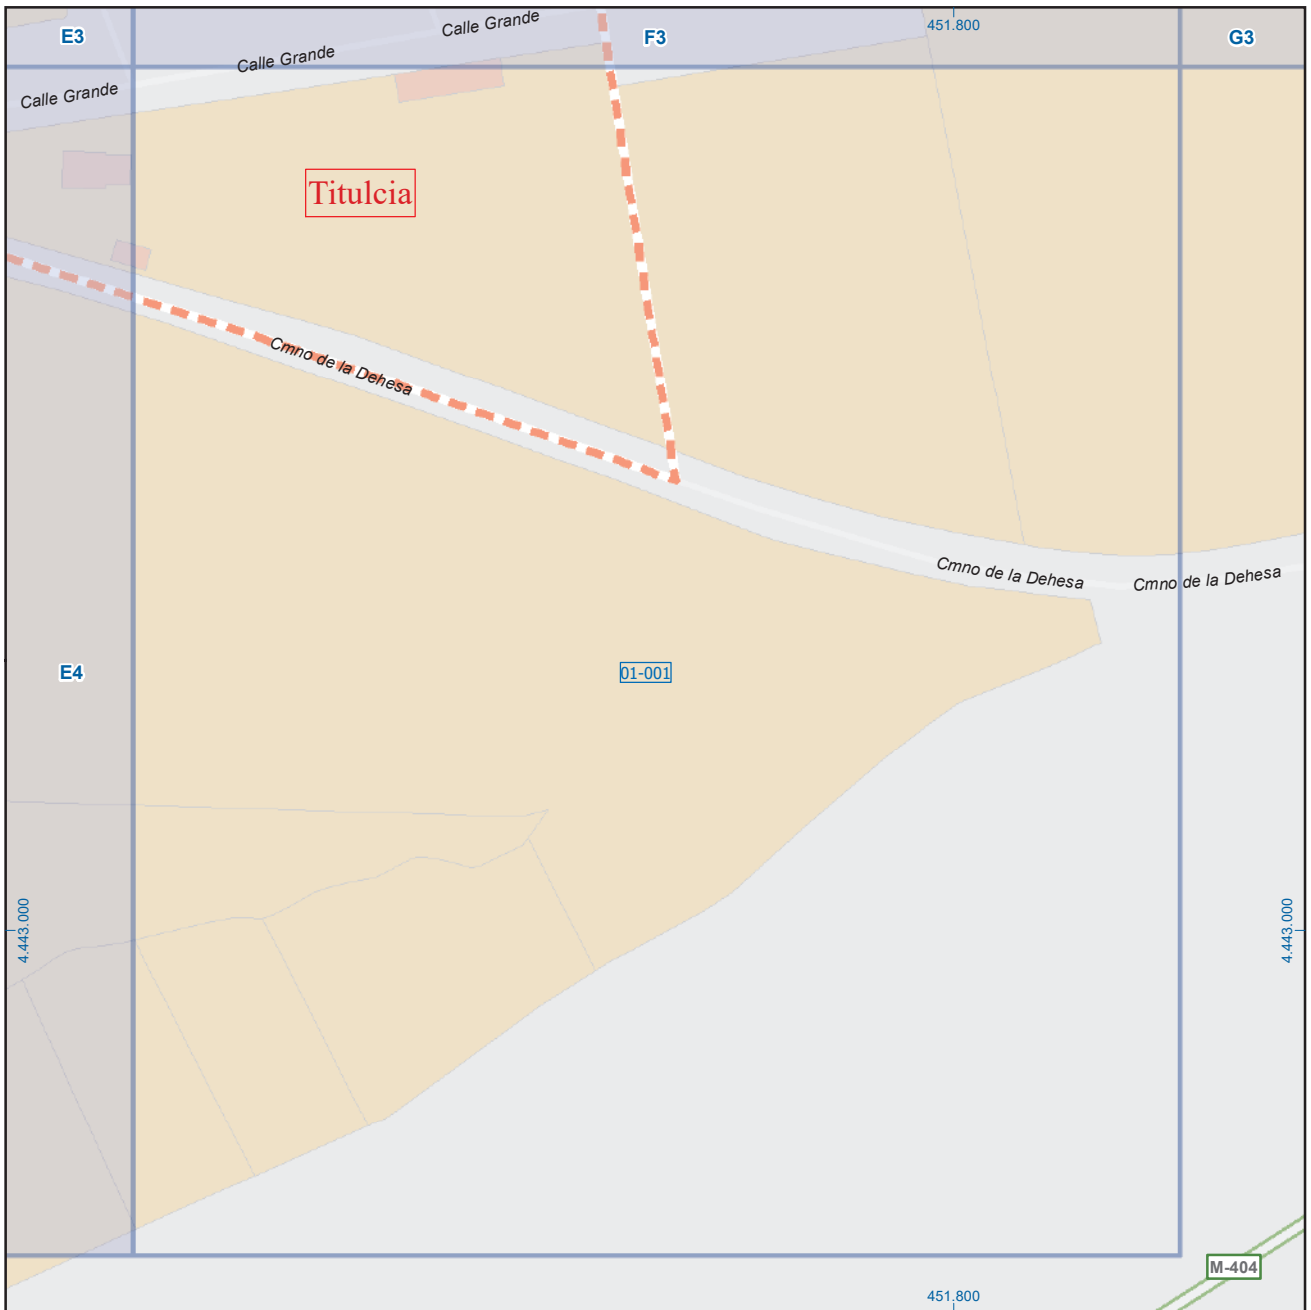 E3
F3
451.800
G3
Calle Grande
Calle Grande
Calle Grande
Titulcia
Cmno de la Dehesa
Cmno de la Dehesa
Cmno de la Dehesa
E4
01-001
4.443.000
4.443.000
M-404
451.800